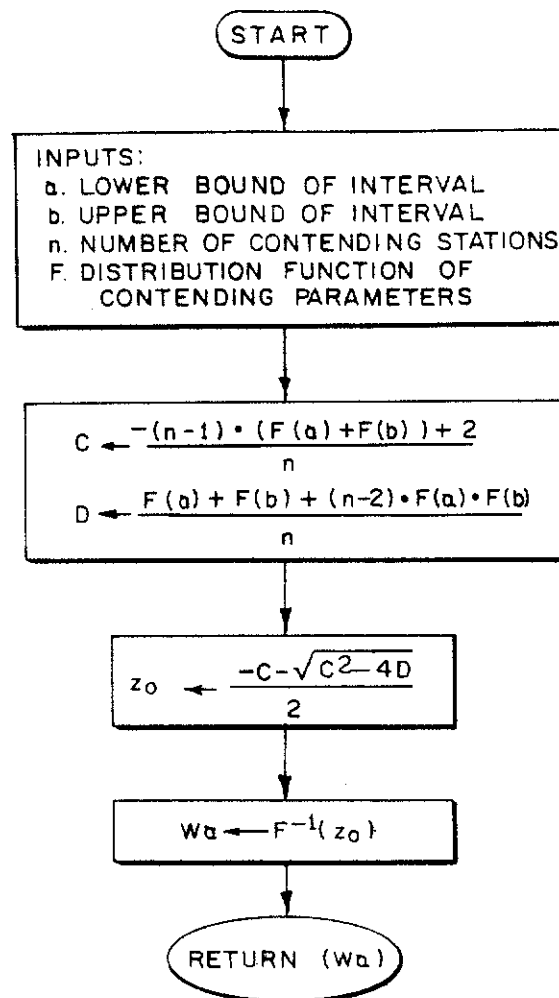 START
INPUTS:
a. LOWER BOUND OF INTERVAL
b. UPPER BOUND OF INTERVAL
n. NUMBER OF CONTENDING STATIONS
F. DISTRIBUTION FUNCTION OF
CONTENDING PARAMETERS
C ← -(n-1) • (F(a) + F(b)) + 2
n
D ← F(a) + F(b) + (n-2) • F(a) • F(b)
n
z₀ ← -C-√C²-4D
2
Wa ← F⁻¹(z₀)
RETURN (Wa)